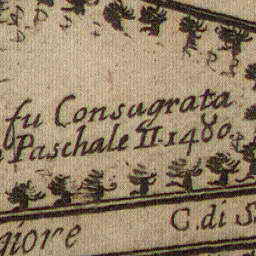 fu Consagrata
Paschale II. 1480.
giore C. di S